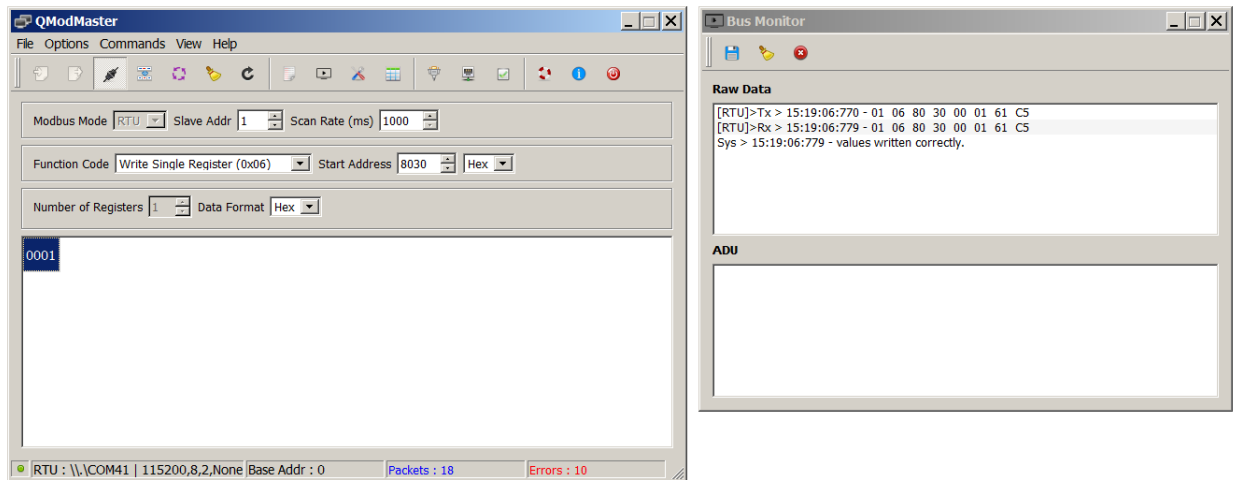 QModMaster
File Options Commands View Help
Modbus Mode RTU Slave Addr 1 Scan Rate (ms) 1000
Function Code Write Single Register (0x06) Start Address 8030 Hex
Number of Registers 1 Data Format Hex
0001
RTU : \\.\COM41 | 115200,8,2,None Base Addr : 0 Packets : 18 Errors : 10
Bus Monitor
Raw Data
[RTU]>Tx > 15:19:06:770 - 01 06 80 30 00 01 61 C5
[RTU]>Rx > 15:19:06:779 - 01 06 80 30 00 01 61 C5
Sys > 15:19:06:779 - values written correctly.
ADU